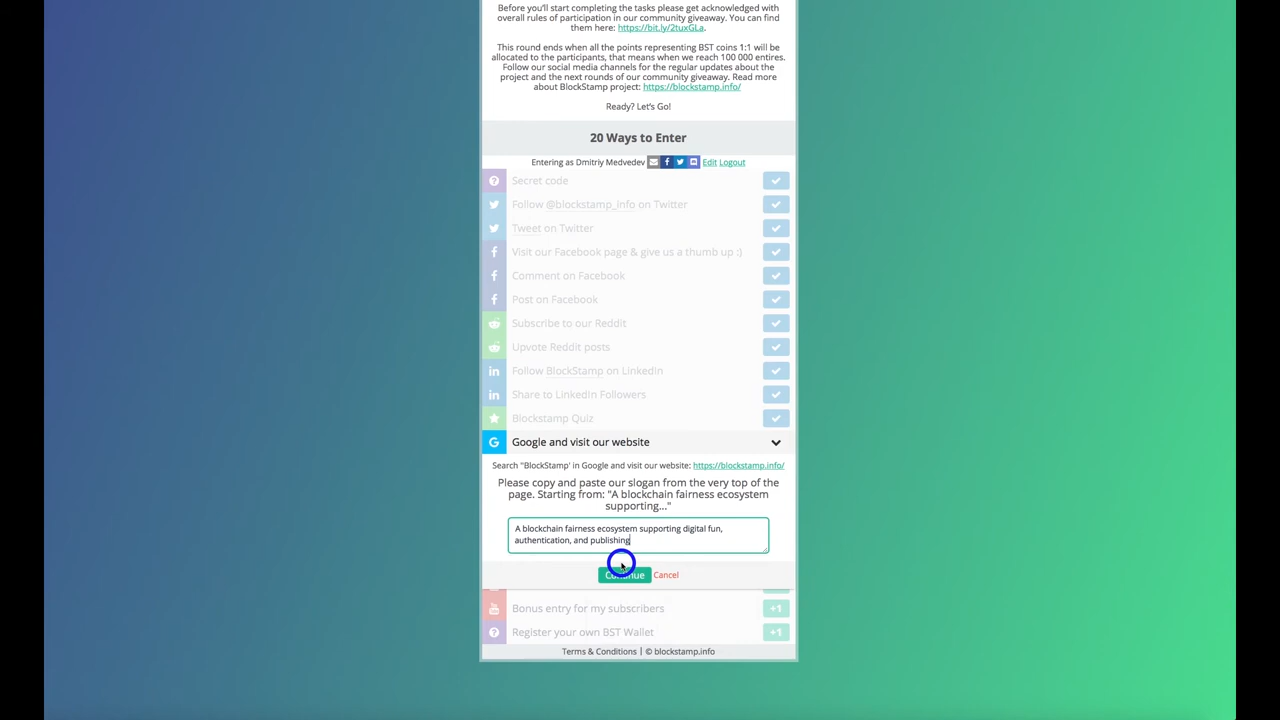 Before you'll start completing the tasks please get acknowledged with
overall rules of participation in our community giveaway. You can find
them here: https://bit.ly/2tuxGLa.
This round ends when all the points representing BST coins 1:1 will be
allocated to the participants, that means when we reach 100 000 entires.
Follow our social media channels for the regular updates about the
project and the next rounds of our community giveaway. Read more
about BlockStamp project: https://blockstamp.info/
Ready? Let's Go!
20 Ways to Enter
Entering as Dmitriy Medvedev Edit Logout
Secret code
Follow @blockstamp_info on Twitter
Tweet on Twitter
Visit our Facebook page & give us a thumb up :)
Comment on Facebook
Post on Facebook
Subscribe to our Reddit
Upvote Reddit posts
Follow BlockStamp on LinkedIn
Share to LinkedIn Followers
Blockstamp Quiz
Google and visit our website
Search "BlockStamp' in Google and visit our website: https://blockstamp.info/
Please copy and paste our slogan from the very top of the
page. Starting from: "A blockchain fairness ecosystem
supporting..."
A blockchain fairness ecosystem supporting digital fun,
authentication, and publishing
Continue Cancel
Bonus entry for my subscribers +1
Register your own BST Wallet +1
Terms & Conditions | © blockstamp.info